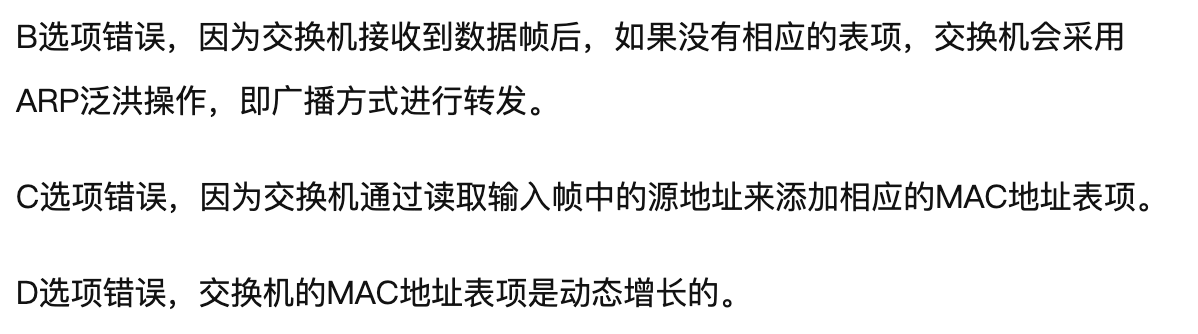 B选项错误，因为交换机接收到数据帧后，如果没有相应的表项，交换机会采用
ARP泛洪操作，即广播方式进行转发。
C选项错误，因为交换机通过读取输入帧中的源地址来添加相应的MAC地址表项。
D选项错误，交换机的MAC地址表项是动态增长的。